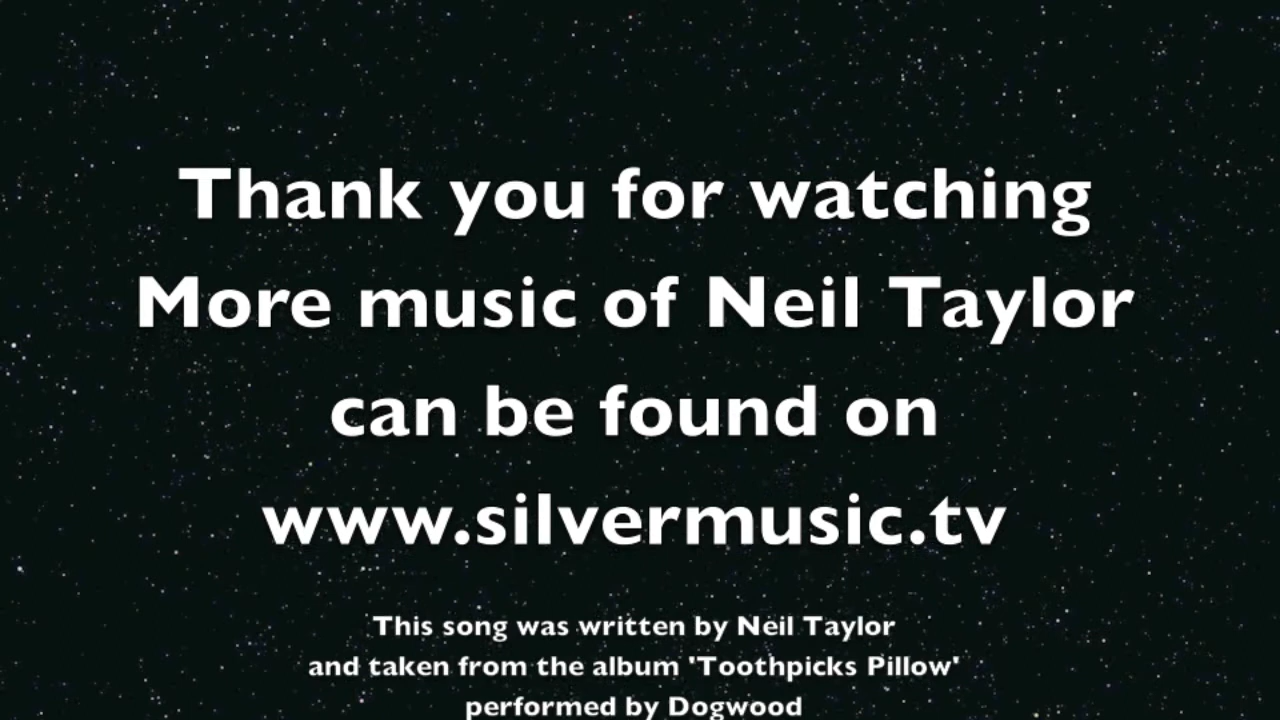 Thank you for watching
More music of Neil Taylor
can be found on
www.silvermusic.tv
This song was written by Neil Taylor
and taken from the album 'Toothpicks Pillow'
performed by Dogwood